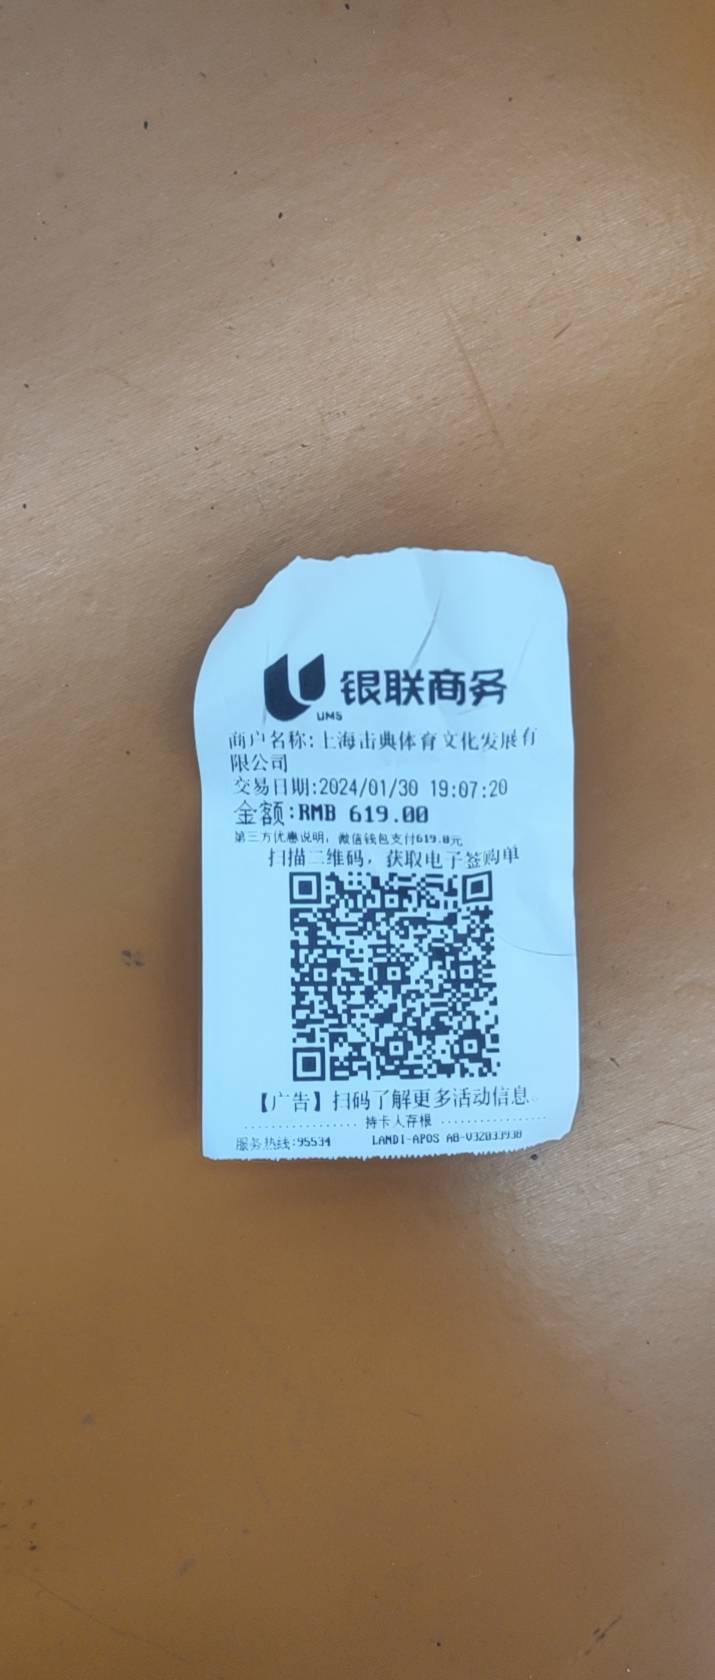 银联商务
UMS
商户名称:上海击典体育文化发展有
限公司
交易日期:2024/01/30 19:07:20
金额:RMB 619.00
第三方优惠说明, 微信钱包支付619.0元
扫描二维码, 获取电子签购单
【广告】扫码了解更多活动信息。
持卡人存根
服务热线:95534 LANDI-APOS AB-V32033938